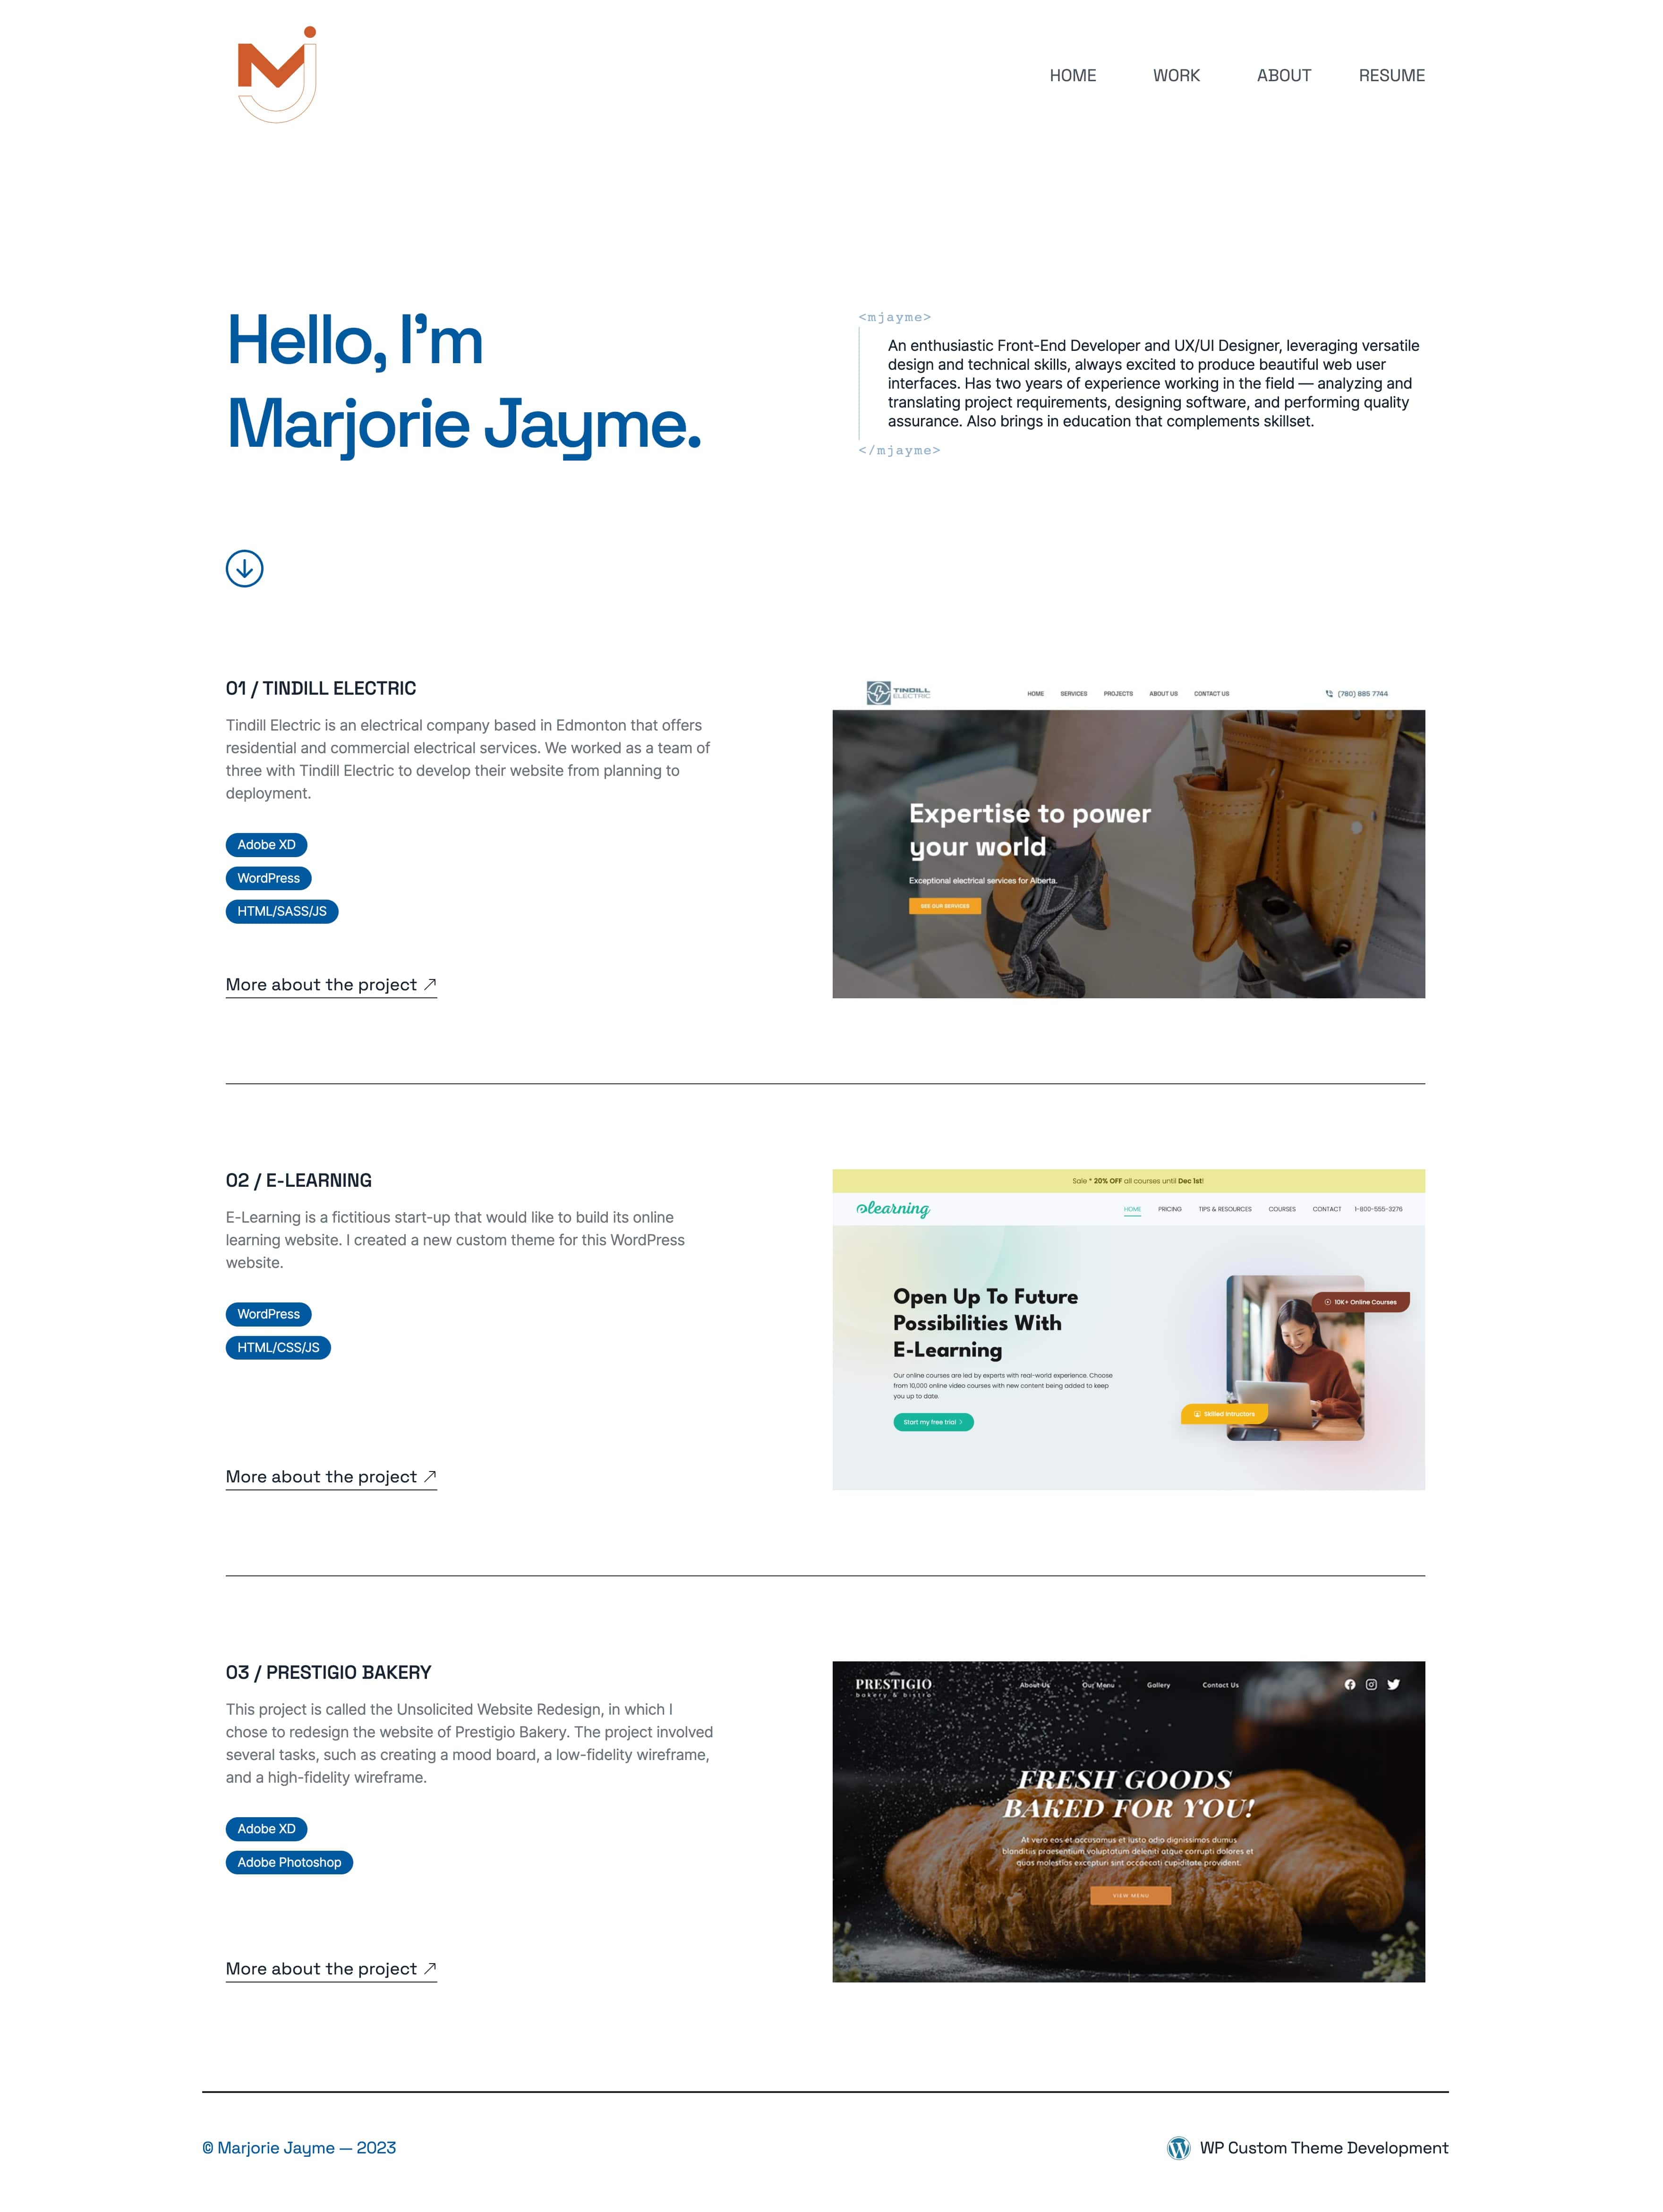 HOME WORK ABOUT RESUME
Hello, I'm
Marjorie Jayme.
<mjayme>
An enthusiastic Front-End Developer and UX/UI Designer, leveraging versatile
design and technical skills, always excited to produce beautiful web user
interfaces. Has two years of experience working in the field — analyzing and
translating project requirements, designing software, and performing quality
assurance. Also brings in education that complements skillset.
</mjayme>
01 / TINDILL ELECTRIC
Tindill Electric is an electrical company based in Edmonton that offers
residential and commercial electrical services. We worked as a team of
three with Tindill Electric to develop their website from planning to
deployment.
Adobe XD
WordPress
HTML/SASS/JS
More about the project ↗
TINDILL
ELECTRIC
HOME SERVICES PROJECTS ABOUT US CONTACT US (780) 885 7744
Expertise to power
your world
Exceptional electrical services for Alberta.
SEE OUR SERVICES
02 / E-LEARNING
E-Learning is a fictitious start-up that would like to build its online
learning website. I created a new custom theme for this WordPress
website.
WordPress
HTML/CSS/JS
More about the project ↗
Sale * 20% OFF all courses until Dec 1st!
elearning
HOME PRICING TIPS & RESOURCES COURSES CONTACT 1-800-555-3276
Open Up To Future
Possibilities With
E-Learning
Our online courses are led by experts with real-world experience. Choose
from 10,000 online video courses with new content being added to keep
you up to date.
Start my free trial >
10K+ Online Courses
Skilled Intructors
03 / PRESTIGIO BAKERY
This project is called the Unsolicited Website Redesign, in which I
chose to redesign the website of Prestigio Bakery. The project involved
several tasks, such as creating a mood board, a low-fidelity wireframe,
and a high-fidelity wireframe.
Adobe XD
Adobe Photoshop
More about the project ↗
PRESTIGIO
bakery & bistro
About Us Our Menu Gallery Contact Us
FRESH GOODS
BAKED FOR YOU!
At vero eos et accusamus et iusto odio dignissimos dumus
blanditiis praesentium voluptatum deleniti atque corrupti dolores et
quas molestias excepturi sint occaecati cupiditate provident.
VIEW MENU
© Marjorie Jayme — 2023
WP Custom Theme Development